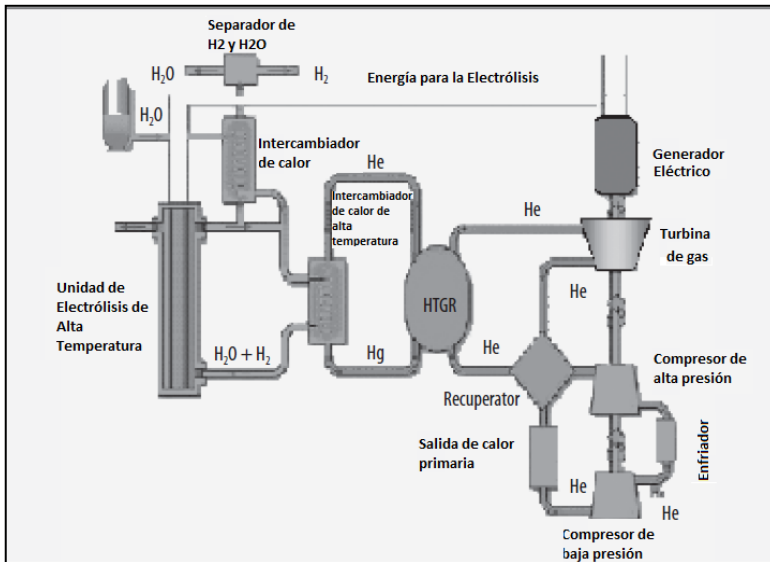 Separador de
H2 y H2O
H₂O
H₂
Energía para la Electrólisis
H₂O
Intercambiador
de calor
He
Generador
Eléctrico
Intercambiador
de calor de
alta
temperatura
He
Turbina
de gas
Unidad de
Electrólisis de
Alta
Temperatura
HTGR
He
He
H₂O + H₂
Hg
Recuperator
Compresor de
alta presión
Salida de calor
primaria
Enfriador
He
He
Compresor de
baja presión